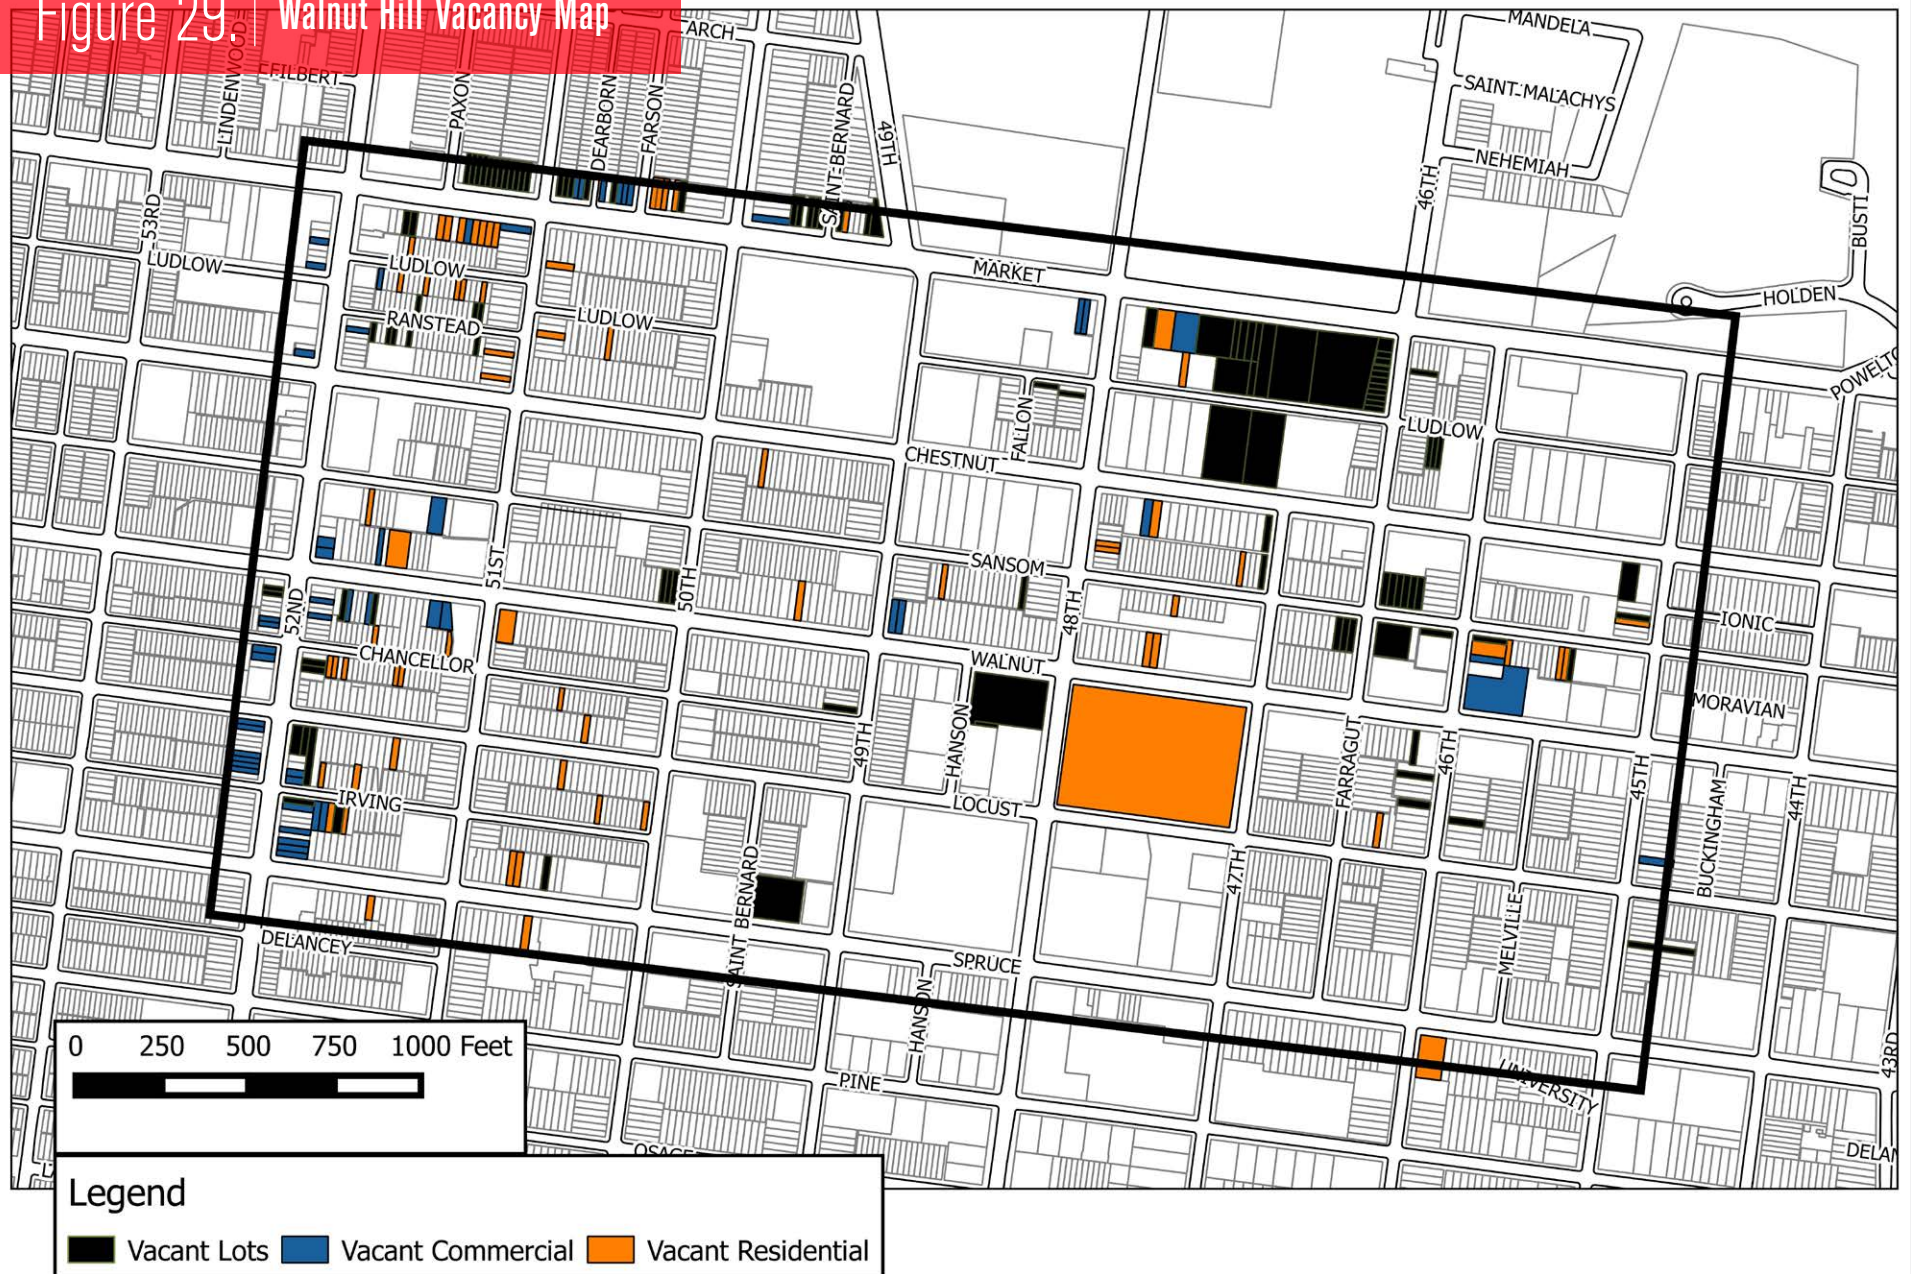 Figure 29. | Walnut Hill Vacancy Map
ARCH
MANDELA
FILBERT
LINDENWOOD
PAXON
DEARBORN
FARSON
SAINT-BERNARD
49TH
SAINT-MALACHYS
NEHEMIAH
46TH
BUSTI
53RD
LUDLOW
LUDLOW
MARKET
HOLDEN
RANSTEAD
LUDLOW
POWELTO
FALLON
LUDLOW
CHESTNUT
51ST
50TH
SANSOM
48TH
52ND
IONIC
CHANCELLOR
WALNUT
MORAVIAN
HANSON
49TH
FARRAGUT
46TH
45TH
BUCKINGHAM
44TH
IRVING
LOCUST
SAINT BERNARD
47TH
MELVILLE
DELANCEY
SPRUCE
HANSON
PINE
UNIVERSITY
43RD
OSAGE
DELAN
0 250 500 750 1000 Feet
Legend
Vacant Lots Vacant Commercial Vacant Residential